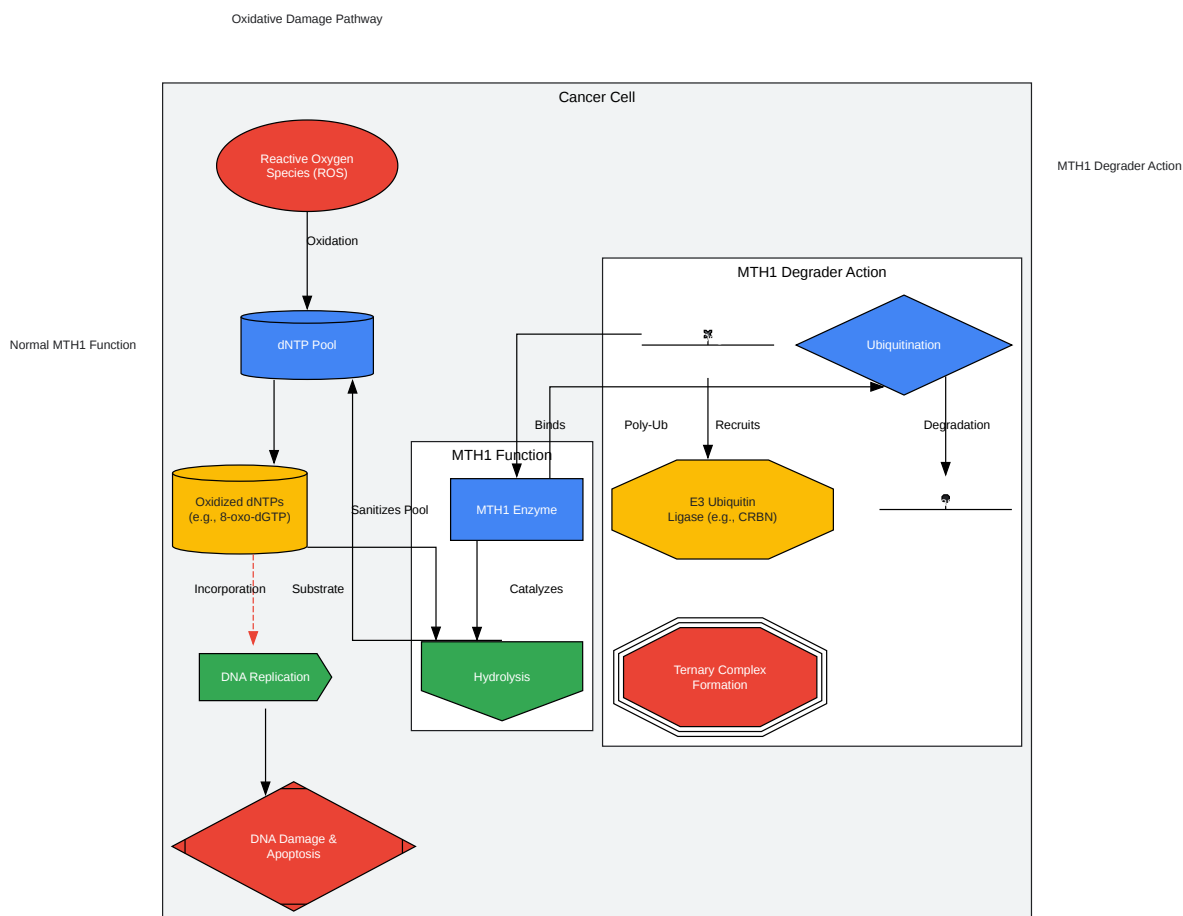 Oxidative Damage Pathway
Cancer Cell
Reactive Oxygen
Species (ROS)
MTH1 Degrader Action
Oxidation
MTH1 Degrader Action
Normal MTH1 Function
dNTP Pool
Ubiquitination
Binds
Poly-Ub
Recruits
Degradation
MTH1 Function
Oxidized dNTPs
(e.g., 8-oxo-dGTP)
Sanitizes Pool
MTH1 Enzyme
E3 Ubiquitin
Ligase (e.g., CRBN)
Incorporation
Substrate
Catalyzes
DNA Replication
Hydrolysis
Ternary Complex
Formation
DNA Damage &
Apoptosis